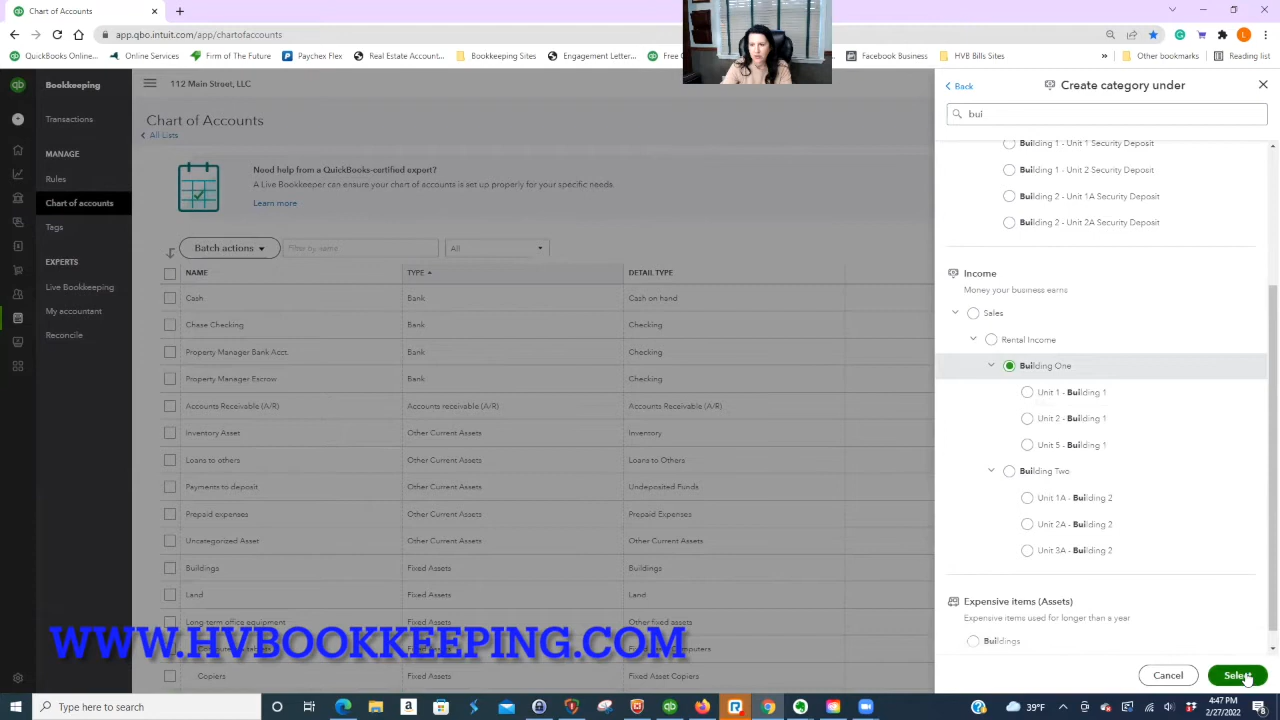 Chart of Accounts
app.qbo.intuit.com/app/chartofaccounts
QuickBooks Online... Firm Of The Future Paychex Flex Real Estate Account... Bookkeeping Sites Engagement Letter... Free C Facebook Business HVB Sites » Other bookmarks Reading list
Bookkeeping
Transactions
MANAGE
Rules
Chart of accounts
Tags
EXPERTS
Live Bookkeeping
My accountant
Reconcile
112 Main Street, LLC
Chart of Accounts
All Lists
Need help from a QuickBooks-certified expert?
A Live Bookkeeper can ensure your chart of accounts is set up properly for your specific needs
Learn more
Batch actions Filter by name All
NAME TYPE DETAIL TYPE
Cash Bank Cash on hand
Chase Checking Bank Checking
Property Manager Bank Acct. Bank Checking
Property Manager Escrow Bank Checking
Accounts Receivable (A/R) Accounts receivable (A/R) Accounts Receivable (A/R)
Inventory Asset Other Current Assets Inventory
Loans to others Other Current Assets Loans to Others
Payments to deposit Other Current Assets Undeposited Funds
Prepaid expenses Other Current Assets Prepaid Expenses
Uncategorized Asset Other Current Assets Other Current Assets
Buildings Fixed Assets Buildings
Land Fixed Assets Land
Long-term office equipment Fixed Assets Other fixed assets
Copiers Fixed Assets Fixed Asset Copiers
WWW.HVBOOKKEEPING.COM
Back Create category under
bui
Building 1 - Unit 1 Security Deposit
Building 1 - Unit 2 Security Deposit
Building 2 - Unit 1A Security Deposit
Building 2 - Unit 2A Security Deposit
Income
Money your business earns
Sales
Rental Income
Building One
Unit 1 - Building 1
Unit 2 - Building 1
Unit 5 - Building 1
Building Two
Unit 1A - Building 2
Unit 2A - Building 2
Unit 3A - Building 2
Expensive items (Assets)
Expensive items used for longer than a year
Buildings
Cancel Select
Type here to search
39°F
4:47 PM
2/27/2022